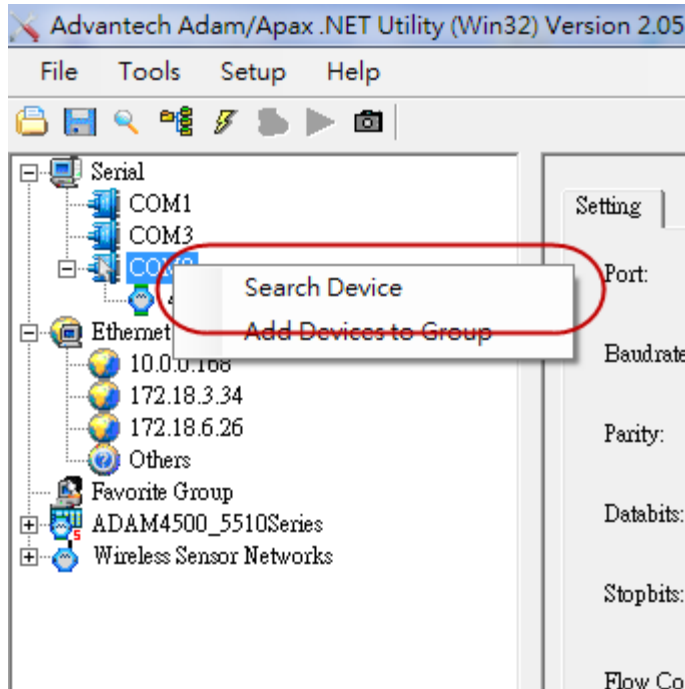 Advantech Adam/Apax .NET Utility (Win32) Version 2.05
File Tools Setup Help
Serial
COM1
COM3
Search Device
Add Devices to Group
Ethernet
10.0.0.168
172.18.3.34
172.18.6.26
Others
Favorite Group
ADAM4500_5510Series
Wireless Sensor Networks
Setting
Port:
Baudrate
Parity:
Databits:
Stopbits:
Flow Co